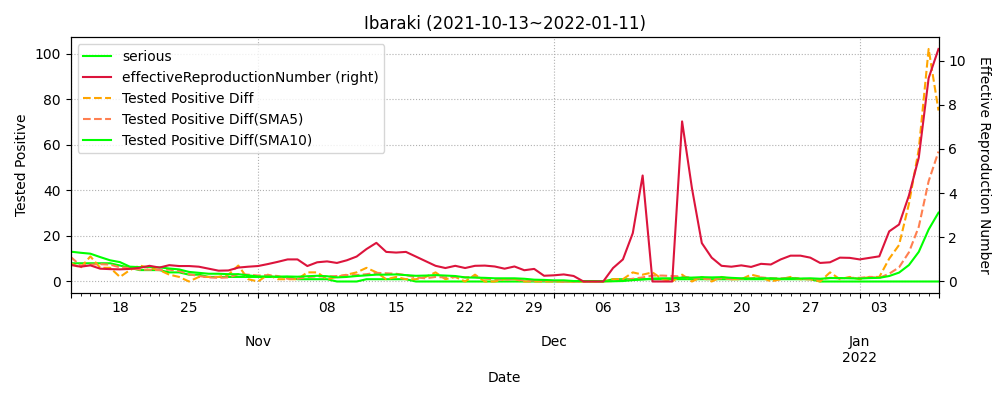 Ibaraki (2021-10-13~2022-01-11)
serious
effectiveReproductionNumber (right)
Tested Positive Diff
Tested Positive Diff(SMA5)
Tested Positive Diff(SMA10)
Tested Positive
100
80
60
40
20
0
10
8
6
4
2
0
Effective Reproduction Number
18 25 08 15 22 29 06 13 20 27 03
Nov Dec Jan
2022
Date